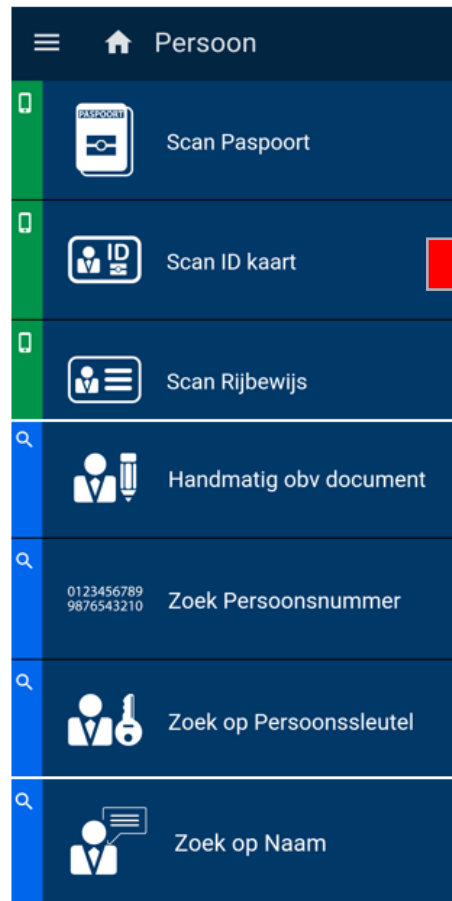 Persoon
PASPOORT
Scan Paspoort
ID
Scan ID kaart
Scan Rijbewijs
Handmatig obv document
0123456789
9876543210
Zoek Persoonsnummer
Zoek op Persoonssleutel
Zoek op Naam